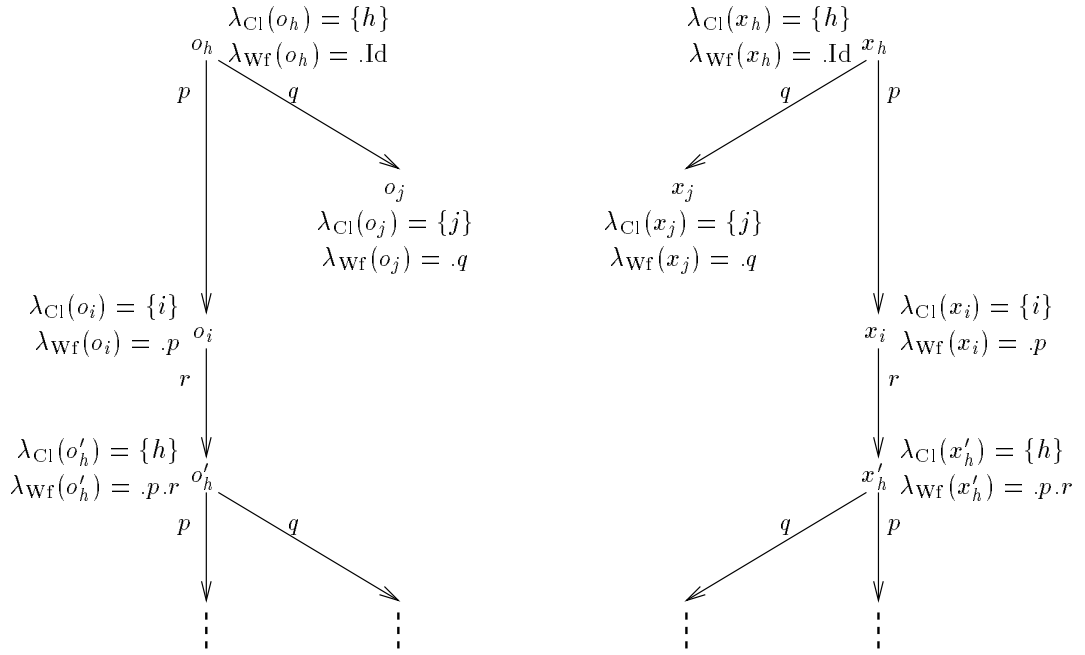 λ_Cl(o_h) = {h}
o_h λ_Wf(o_h) = .Id
p
q
o_j
λ_Cl(o_j) = {j}
λ_Wf(o_j) = .q
λ_Cl(o_i) = {i}
λ_Wf(o_i) = .p o_i
r
λ_Cl(o'_h) = {h}
λ_Wf(o'_h) = .p.r o'_h
p
q
λ_Cl(x_h) = {h}
λ_Wf(x_h) = .Id x_h
q
p
x_j
λ_Cl(x_j) = {j}
λ_Wf(x_j) = .q
λ_Cl(x_i) = {i}
x_i λ_Wf(x_i) = .p
r
λ_Cl(x'_h) = {h}
x'_h λ_Wf(x'_h) = .p.r
q
p